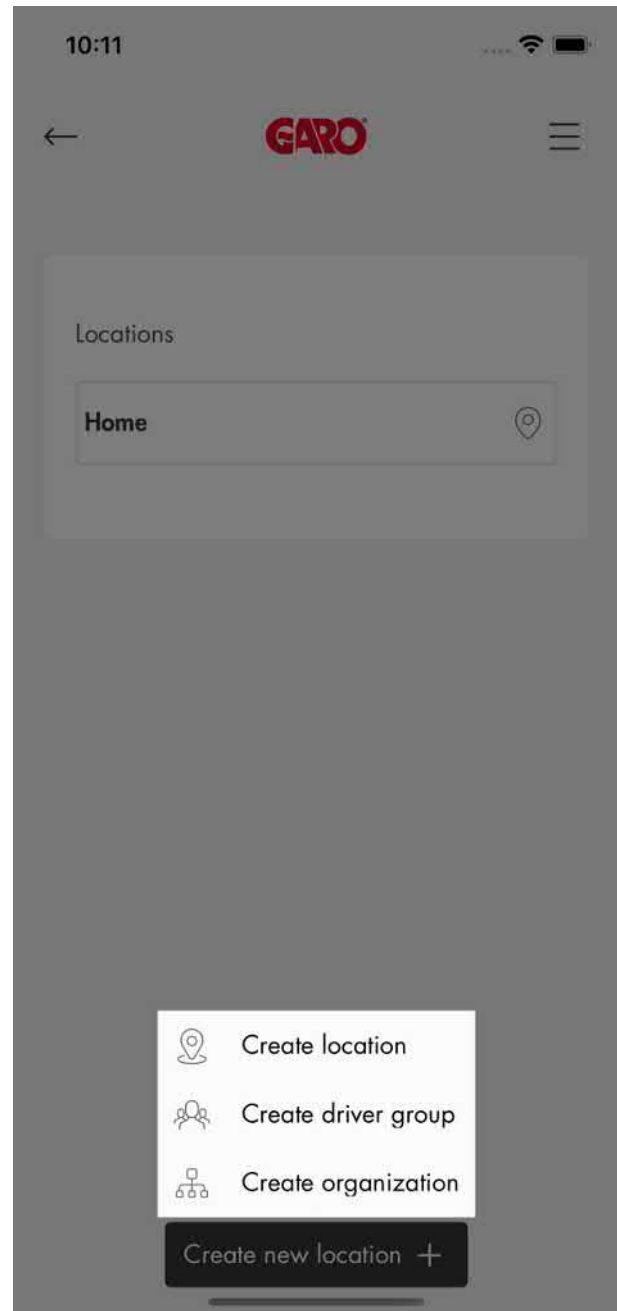 10:11
GARO
Locations
Home
Create location
Create driver group
Create organization
Create new location +